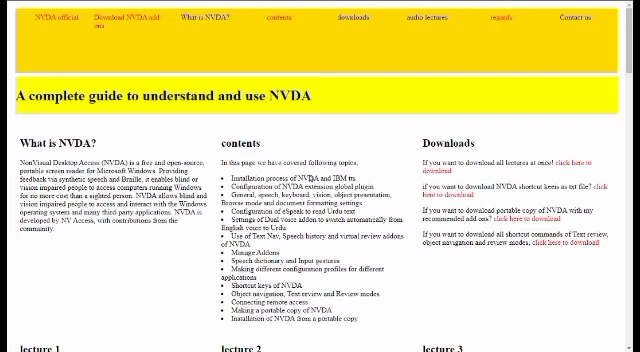 NVDA official
Download NVDA add
ons
What is NVDA?
contents
downloads
audio lectures
regards
Contact us
A complete guide to understand and use NVDA
What is NVDA?
NonVisual Desktop Access (NVDA) is a free and open-source,
portable screen reader for Microsoft Windows. Providing
feedback via synthetic speech and Braille, it enables blind or
vision impaired people to access computers running Windows
for no more cost than a sighted person. NVDA allows blind and
vision impaired people to access and interact with the Windows
operating system and many third-party applications. NVDA is
developed by NV Access, with contributions from the
community.
contents
In this page we have covered following topics;
• Installation process of NVDA and IBM tts
• Configuration of NVDA extension global plugin
• General, speech, keyboard, vision, object presentation,
Browse mode and document formatting settings
• Configuration of eSpeak to read Urdu text
• Settings of Dual voice addon to switch automatically from
English voice to Urdu
• Use of Text Nav, Speech history and virtual review addons
of NVDA
• Manage Addons
• Speech dictionary and Input gestures
• Making different configuration profiles for different
applications
• Shortcut keys of NVDA
• Object navigation, Text review and Review modes
• Connecting remote access
• Making a portable copy of NVDA
• Installation of NVDA from a portable copy
Downloads
If you want to download all lectures at once? click here to
download
if you want to download NVDA shortcut keeis as txt file? click
here to download
If you want to download portable copy of NVDA with my
recommended add ons? click here to download
If you want to download all shortcut commands of Text review,
object navigation and review modes, click here to download
lecture 1
lecture 2
lecture 3